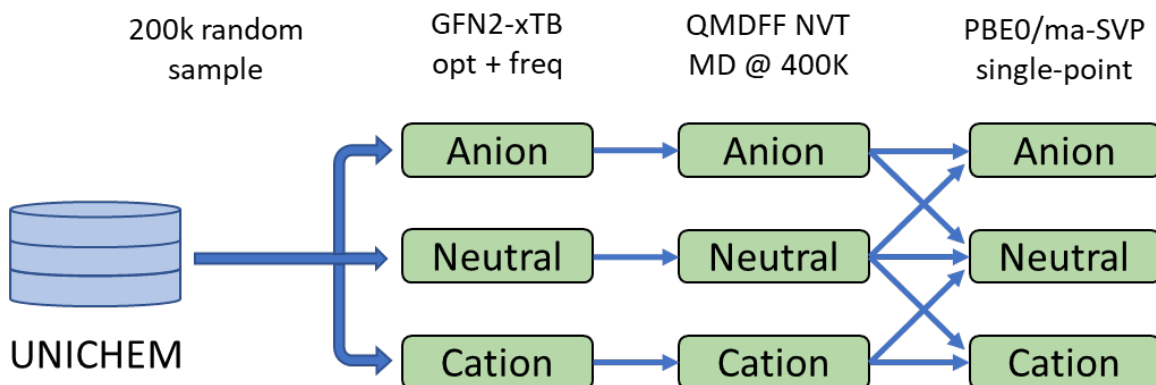 200k random
sample
GFN2-xTB
opt + freq
QMDFF NVT
MD @ 400K
PBE0/ma-SVP
single-point
Anion
Anion
Anion
Neutral
Neutral
Neutral
UNICHEM
Cation
Cation
Cation